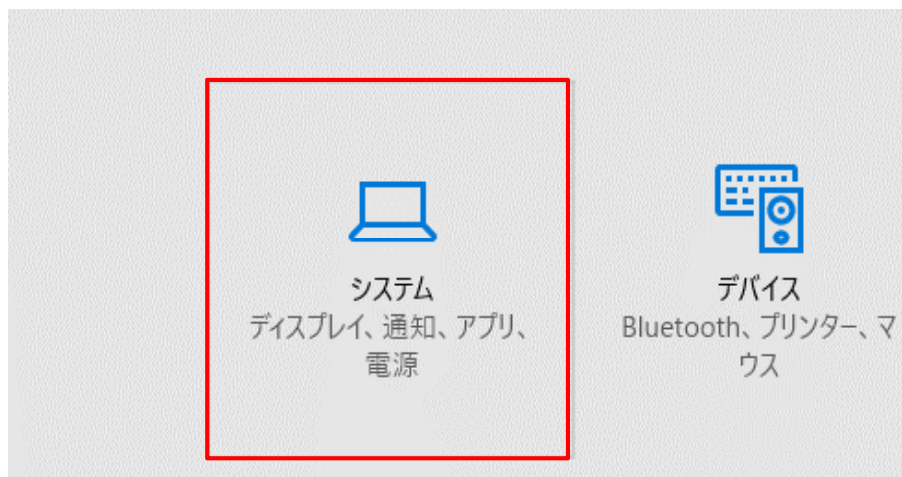 システム
ディスプレイ、通知、アプリ、
電源
デバイス
Bluetooth、プリンター、マ
ウス